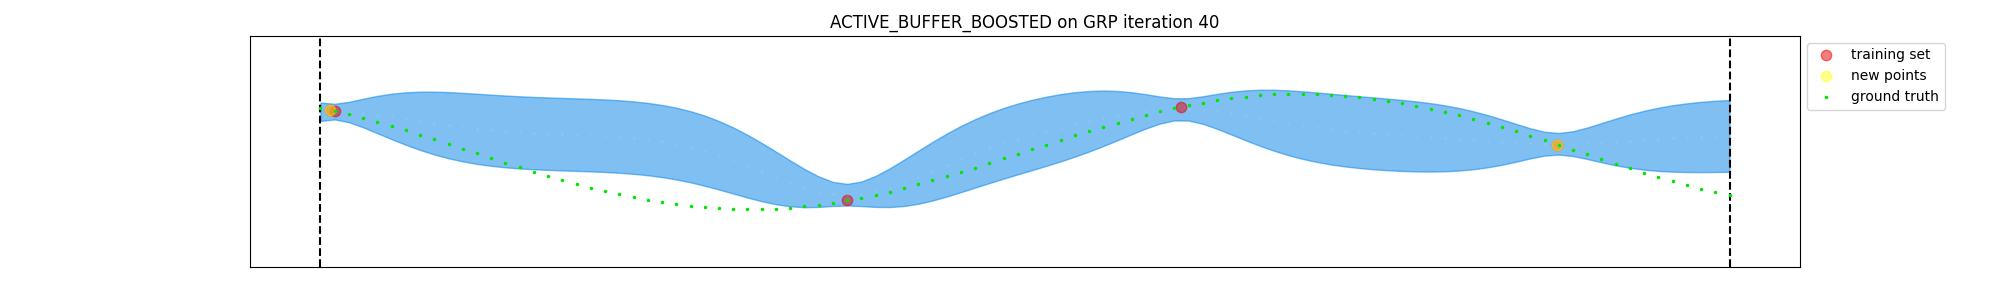 ACTIVE_BUFFER_BOOSTED on GRP iteration 40
training set
new points
ground truth